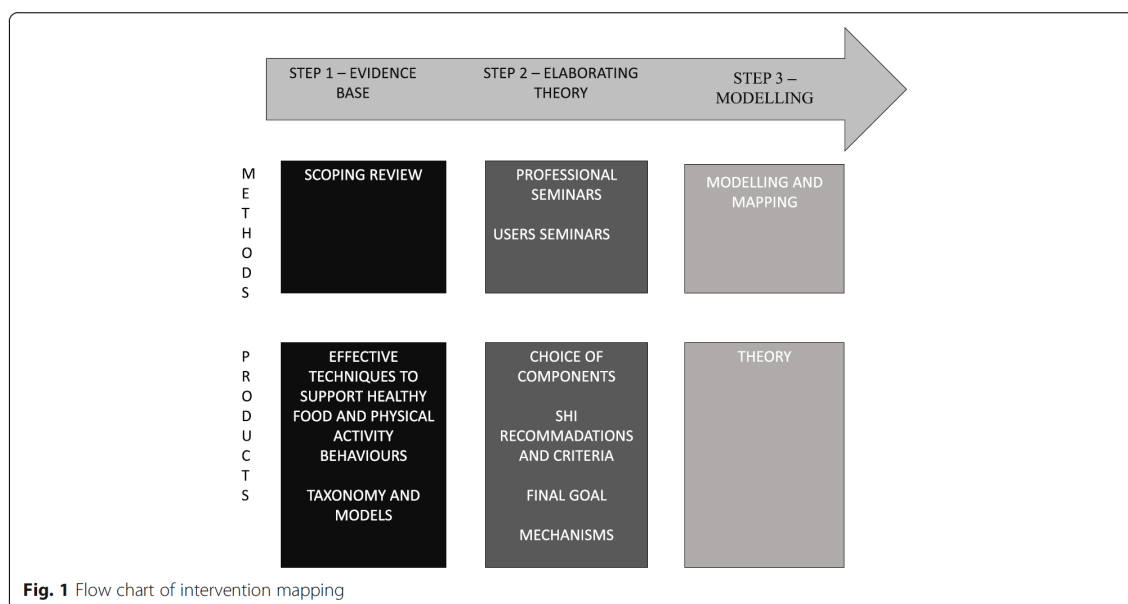 STEP 1 – EVIDENCE
BASE
STEP 2 – ELABORATING
THEORY
STEP 3 –
MODELLING
M
E
T
H
O
D
S
SCOPING REVIEW
PROFESSIONAL
SEMINARS
USERS SEMINARS
MODELLING AND
MAPPING
P
R
O
D
U
C
T
S
EFFECTIVE
TECHNIQUES TO
SUPPORT HEALTHY
FOOD AND PHYSICAL
ACTIVITY
BEHAVIOURS
TAXONOMY AND
MODELS
CHOICE OF
COMPONENTS
SHI
RECOMMADATIONS
AND CRITERIA
FINAL GOAL
MECHANISMS
THEORY
Fig. 1 Flow chart of intervention mapping